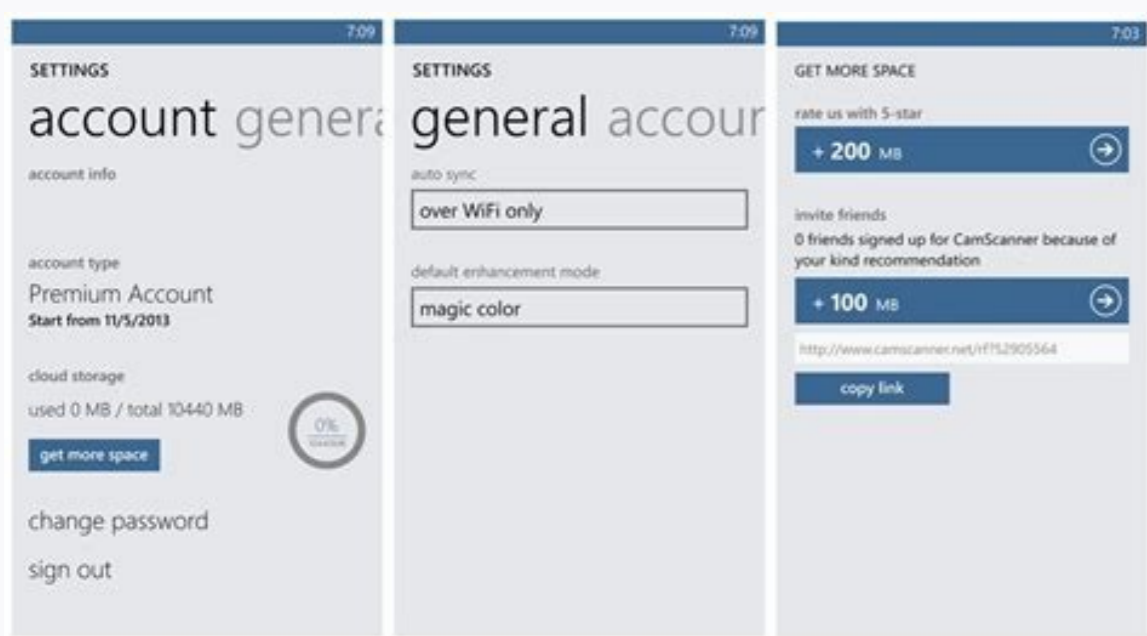 7:09
SETTINGS
account genera
account info
account type
Premium Account
Start from 11/5/2013
cloud storage
used 0 MB / total 10440 MB
0%
get more space
change password
sign out
7:09
SETTINGS
general accour
auto sync
over WiFi only
default enhancement mode
magic color
7:03
GET MORE SPACE
rate us with 5-star
+ 200 MB
invite friends
0 friends signed up for CamScanner because of
your kind recommendation
+ 100 MB
http://www.camscanner.net/rf?52905564
copy link